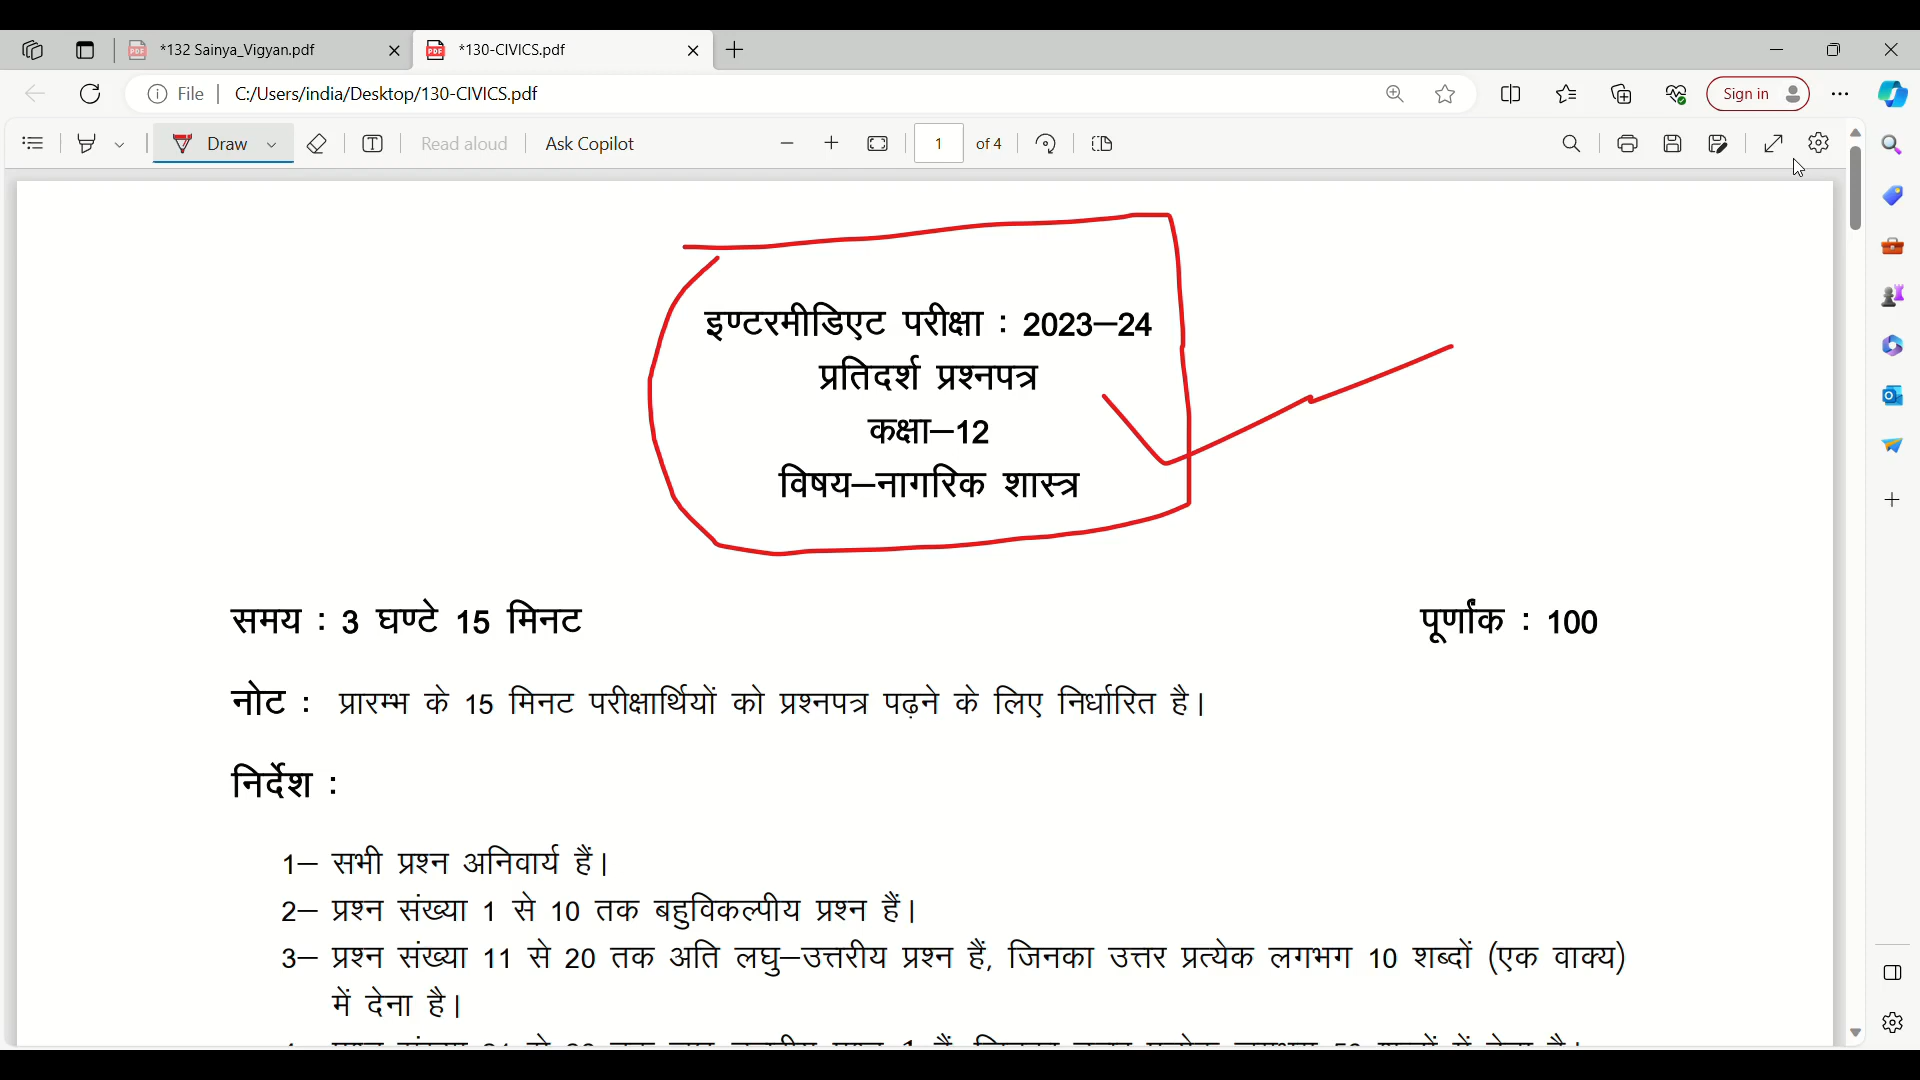 *132 Sainya_Vigyan.pdf
*130-CIVICS.pdf
File
C:/Users/india/Desktop/130-CIVICS.pdf
Sign in
Draw
Read aloud
Ask Copilot
1
of 4
इण्टरमीडिएट परीक्षा : 2023–24
प्रतिदर्श प्रश्नपत्र
कक्षा–12
विषय–नागरिक शास्त्र
समय : 3 घण्टे 15 मिनट
पूर्णांक : 100
नोट : प्रारम्भ के 15 मिनट परीक्षार्थियों को प्रश्नपत्र पढ़ने के लिए निर्धारित है।
निर्देश :
1– सभी प्रश्न अनिवार्य हैं।
2– प्रश्न संख्या 1 से 10 तक बहुविकल्पीय प्रश्न हैं।
3– प्रश्न संख्या 11 से 20 तक अति लघु–उत्तरीय प्रश्न हैं, जिनका उत्तर प्रत्येक लगभग 10 शब्दों (एक वाक्य)
में देना है।